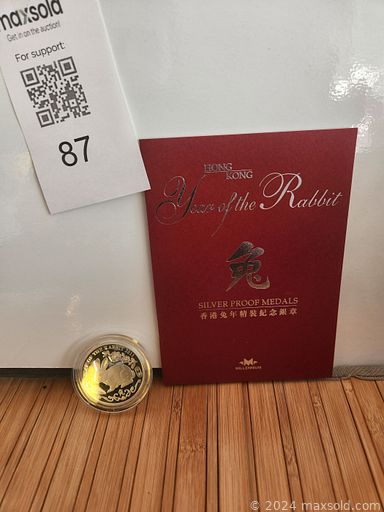 maxsold
Get in on the auction!
For support:
87
HONG
KONG
Year of the Rabbit
兔
SILVER PROOF MEDALS
香港兔年精裝紀念銀章
MILLENNIUM
© 2024 maxsold.com